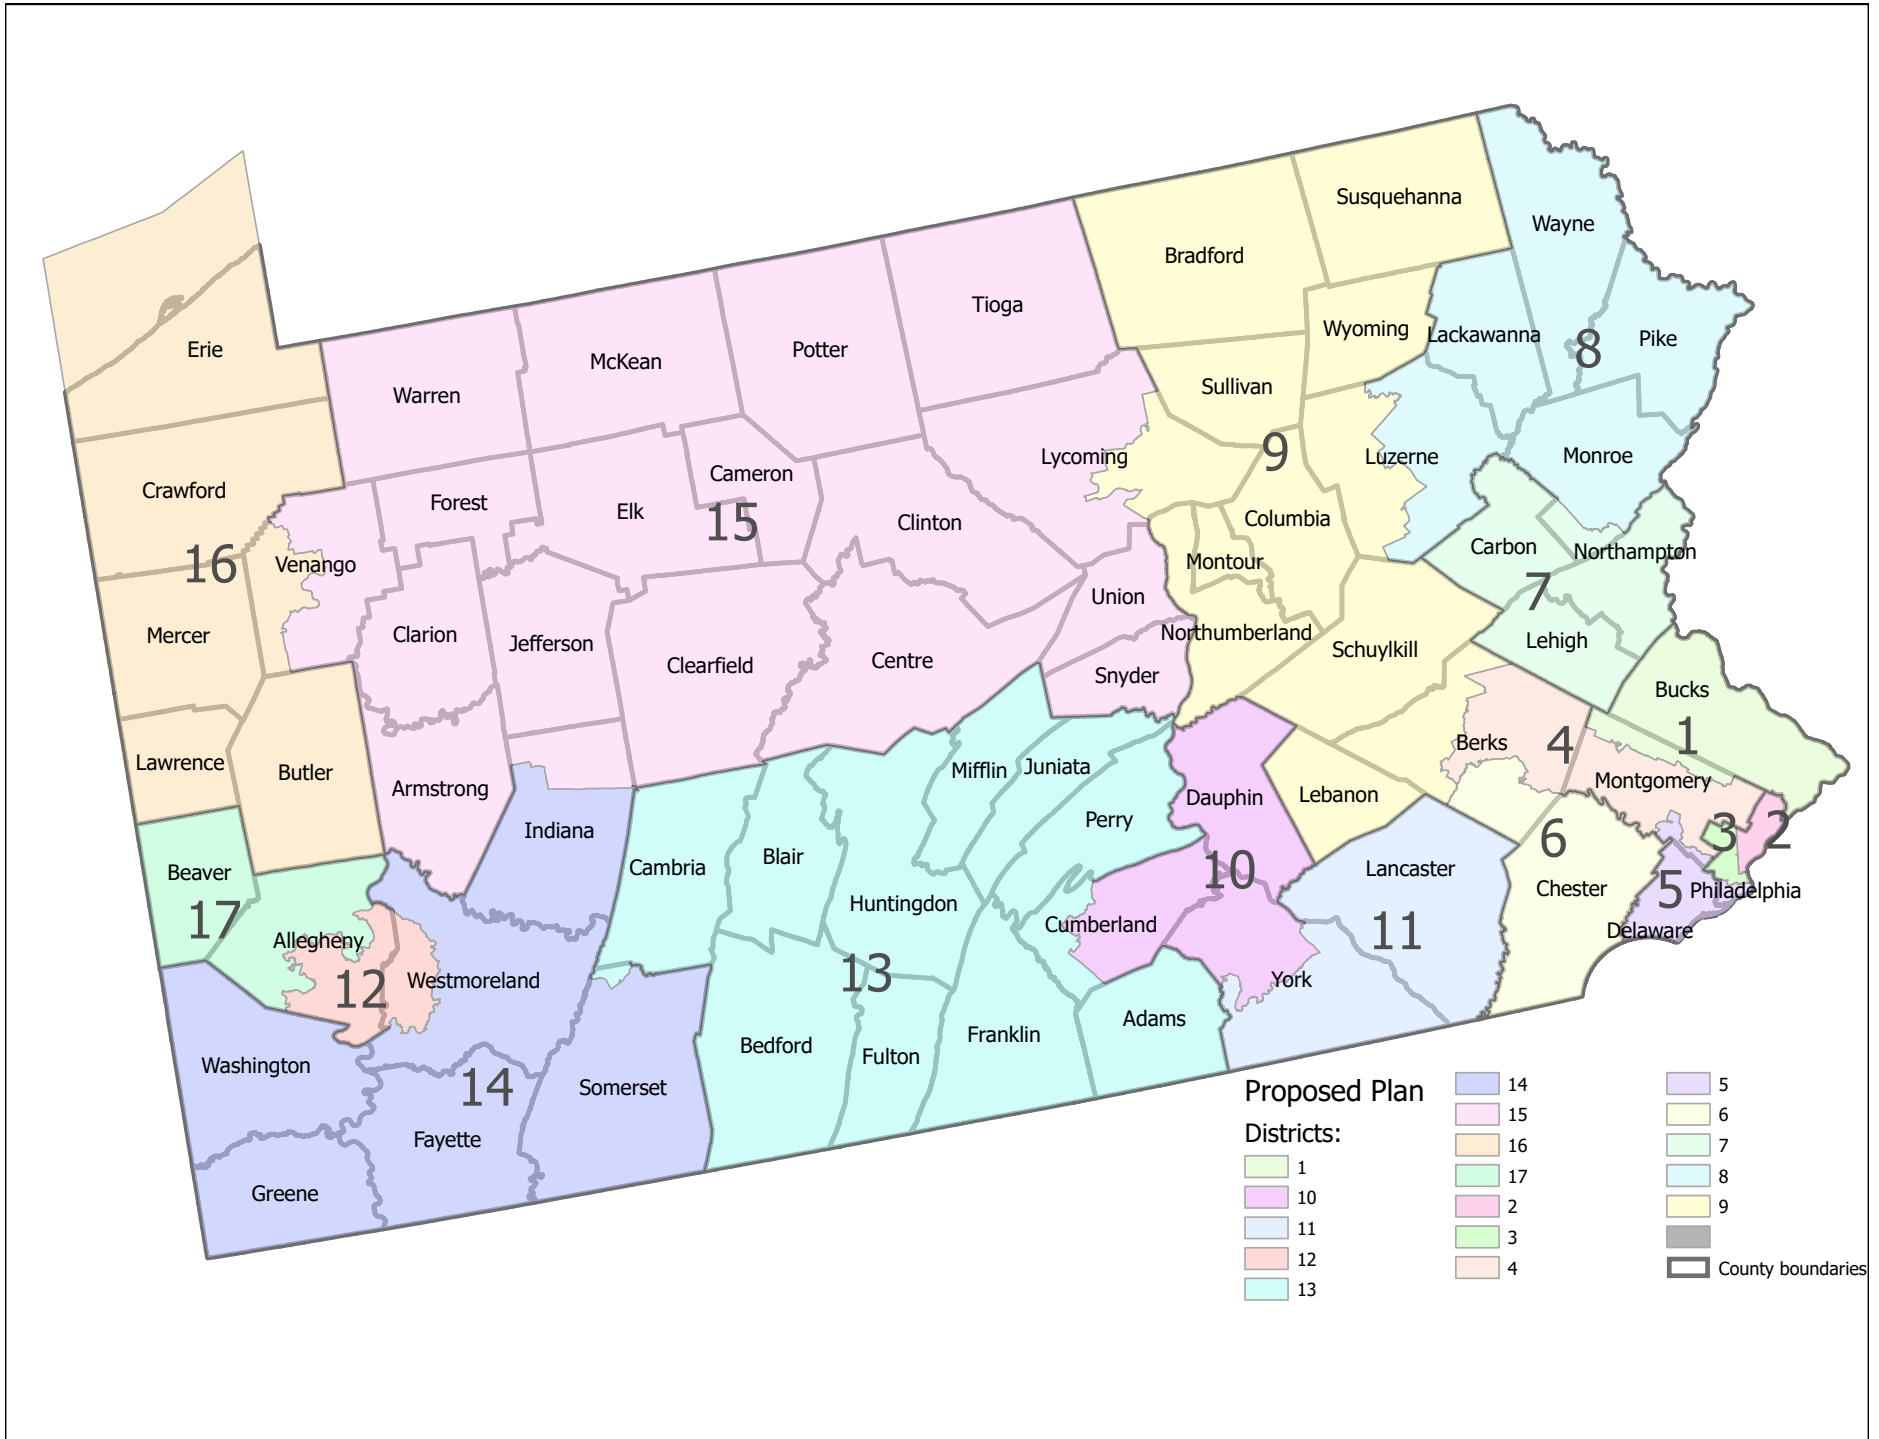 Susquehanna
Wayne
Bradford
Tioga
Wyoming
Lackawanna
Pike
8
Erie
Potter
McKean
Warren
Sullivan
9
Lycoming
Luzerne
Monroe
Cameron
Crawford
Forest
Elk
15
Clinton
Columbia
Carbon
Northampton
16
Venango
Montour
7
Union
Mercer
Clarion
Jefferson
Northumberland
Lehigh
Clearfield
Centre
Snyder
Schuylkill
Bucks
1
Lawrence
Butler
Mifflin
Juniata
Berks
4
Armstrong
Dauphin
Lebanon
Montgomery
Indiana
Perry
3
2
6
Beaver
Cambria
Blair
10
Lancaster
Chester
5
Philadelphia
17
Huntingdon
Cumberland
11
Delaware
Allegheny
12
Westmoreland
13
York
Washington
Bedford
Fulton
Franklin
Adams
14
Somerset
Fayette
Greene
Proposed Plan
Districts:
1
10
11
12
13
14
15
16
17
2
3
4
5
6
7
8
9
County boundaries